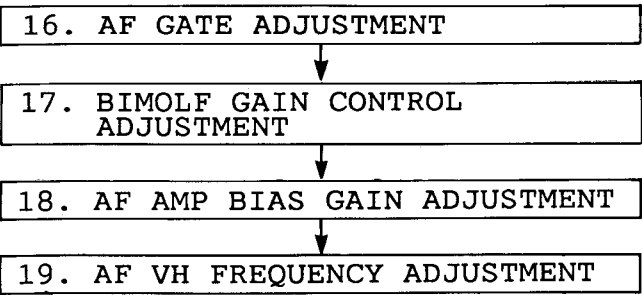 16. AF GATE ADJUSTMENT
17. BIMOLF GAIN CONTROL
ADJUSTMENT
18. AF AMP BIAS GAIN ADJUSTMENT
19. AF VH FREQUENCY ADJUSTMENT